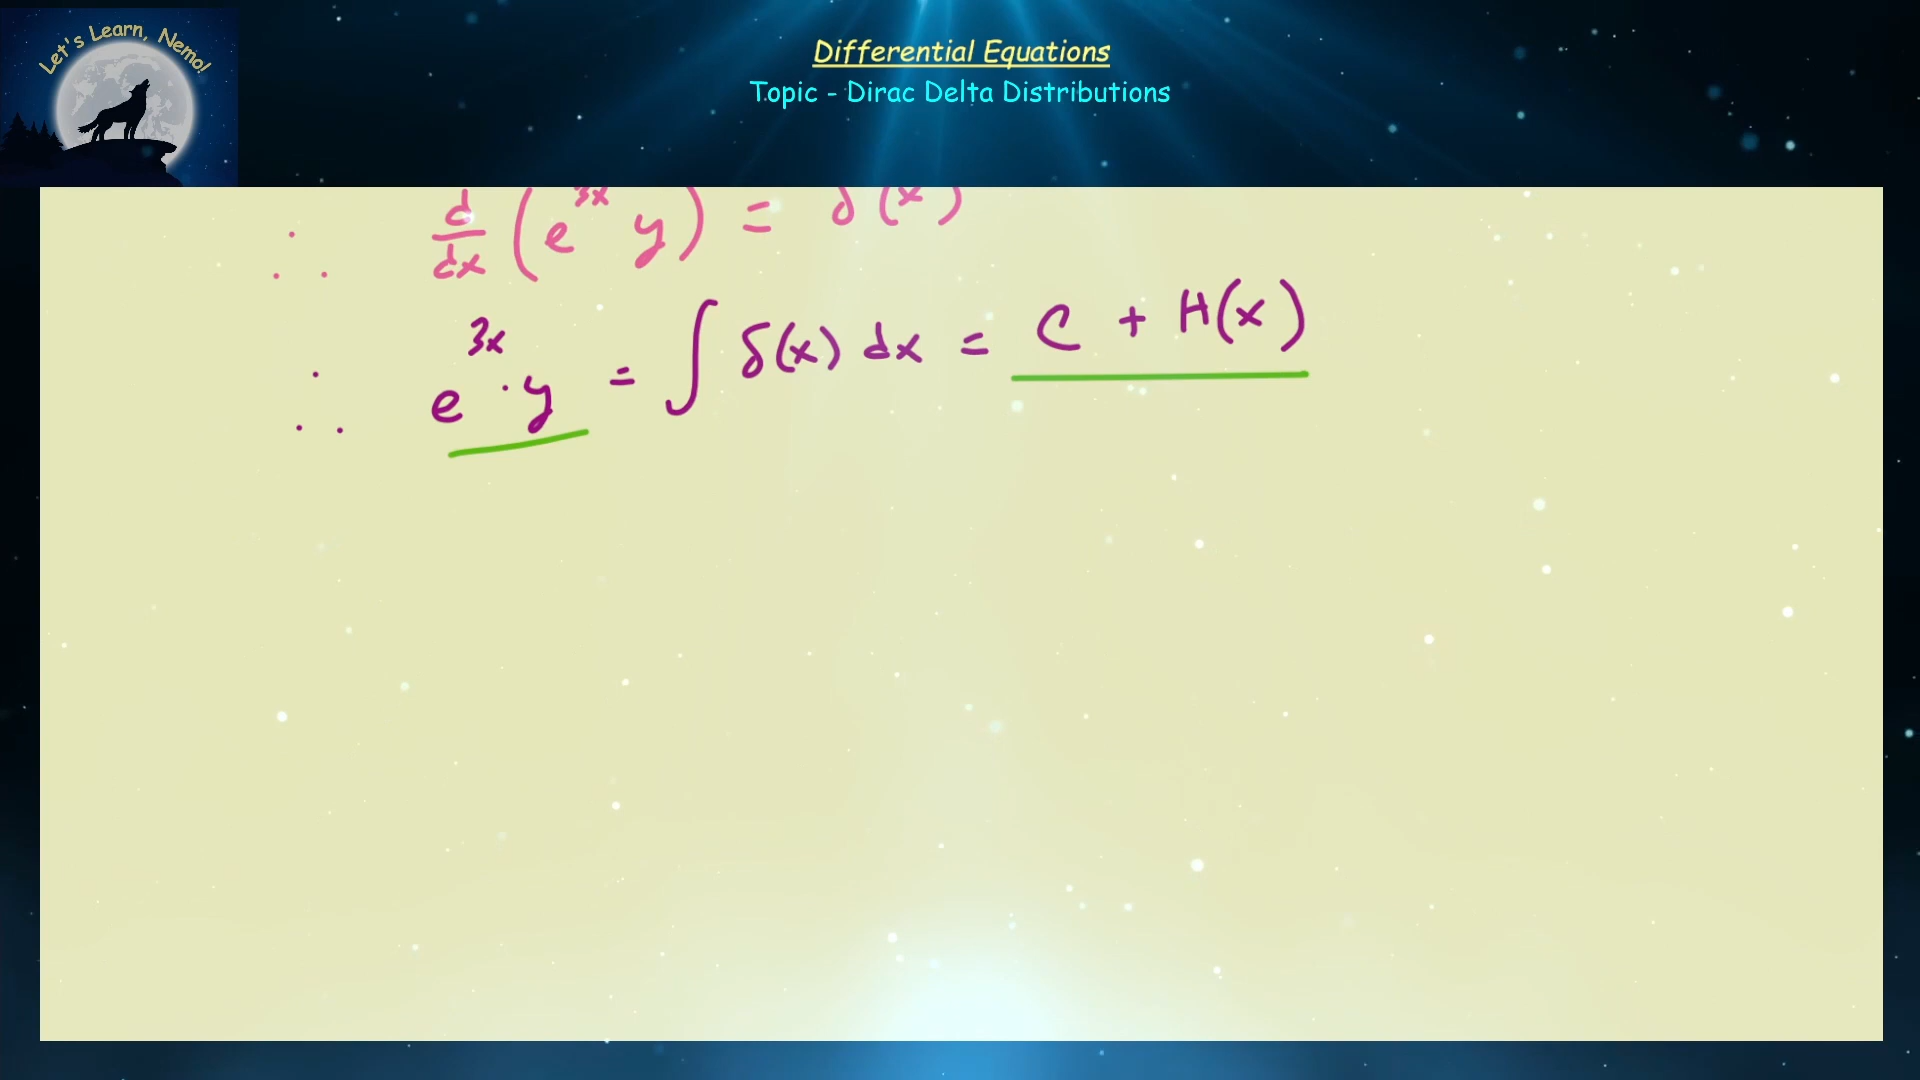 Let's Learn, Nemo!
Differential Equations
Topic - Dirac Delta Distributions
∴ d/dx (e^{3x} y) = δ(x)
∴ e^{3x} · y = ∫ δ(x) dx = C + H(x)